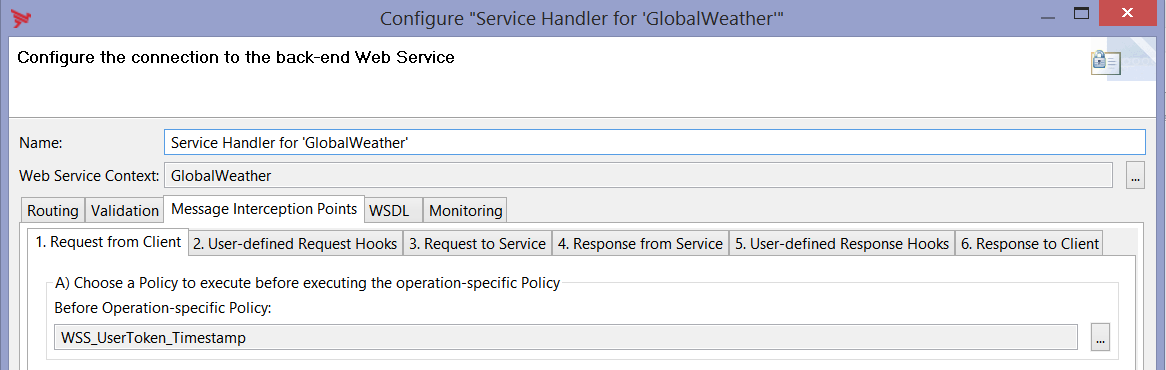 Configure "Service Handler for 'GlobalWeather'"
Configure the connection to the back-end Web Service
Name: Service Handler for 'GlobalWeather'
Web Service Context: GlobalWeather ...
Routing Validation Message Interception Points WSDL Monitoring
1. Request from Client 2. User-defined Request Hooks 3. Request to Service 4. Response from Service 5. User-defined Response Hooks 6. Response to Client
A) Choose a Policy to execute before executing the operation-specific Policy
Before Operation-specific Policy:
WSS_UserToken_Timestamp ...